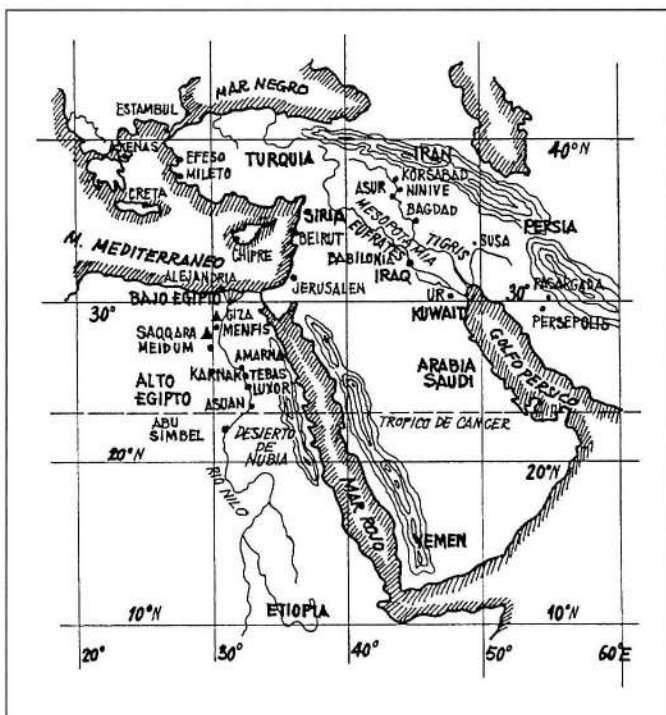 MAR NEGRO
ESTAMBUL
ATENAS
TURQUIA
40°N
IRAN
EFESO
MILETO
KORSABAD
ASUR
NINIVE
CRETA
SIRIA
BAGDAD
MESOPOTAMIA
PERSIA
M. MEDITERRANEO
CHIPRE
BEIRUT
EUFRATES
TIGRIS
SUSA
ALEJANDRIA
BABILONIA
IRAQ
JERUSALEN
BAJO EGIPTO
UR
30°
PASARGADA
30°N
GIZA
KUWAIT
PERSEPOLIS
SAQQARA
MENFIS
MEIDUM
GOLFO PERSICO
AMARNA
ARABIA
SAUDI
KARNAK
TEBAS
ALTO
EGIPTO
LUXOR
ASUAN
ABU
SIMBEL
DESIERTO
DE
NUBIA
TROPICO DE CANCER
20°N
20°N
RIO NILO
MAR ROJO
YEMEN
ETIOPIA
10°N
10°N
20°
30°
40°
50°
60°E